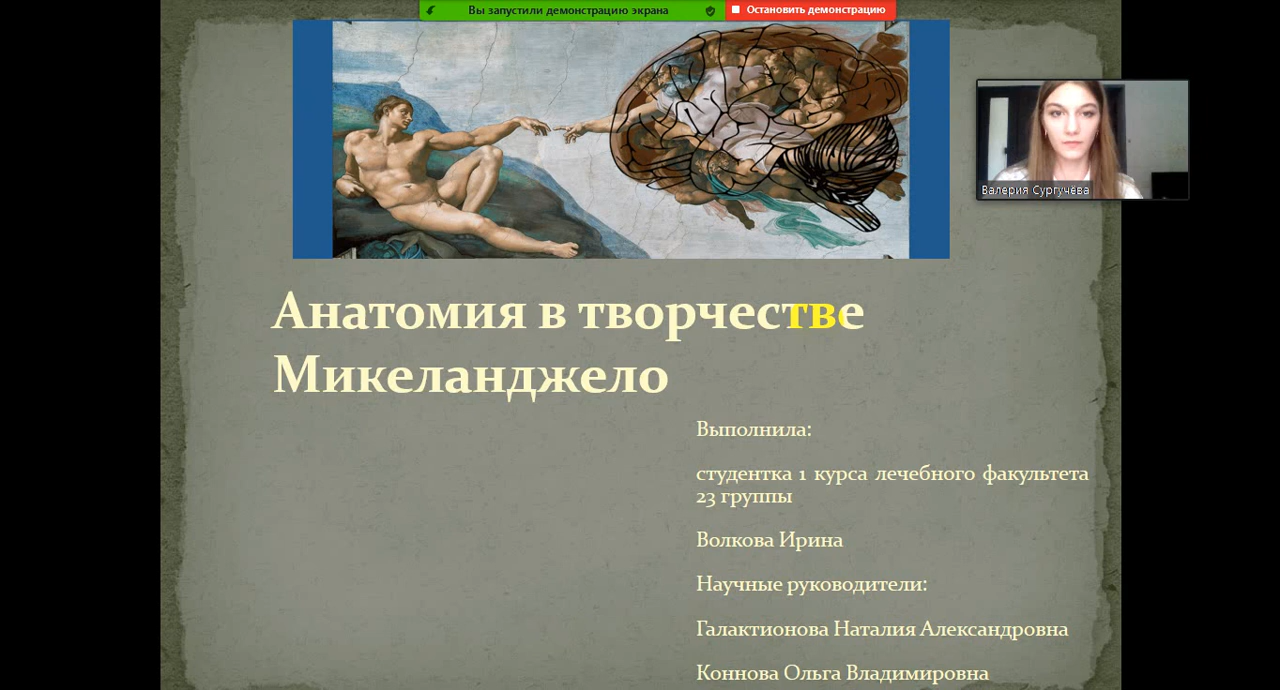 Вы запустили демонстрацию экрана
Остановить демонстрацию
Валерия Сургучёва
Анатомия в творчестве
Микеланджело
Выполнила:
студентка 1 курса лечебного факультета
23 группы
Волкова Ирина
Научные руководители:
Галактионова Наталия Александровна
Коннова Ольга Владимировна